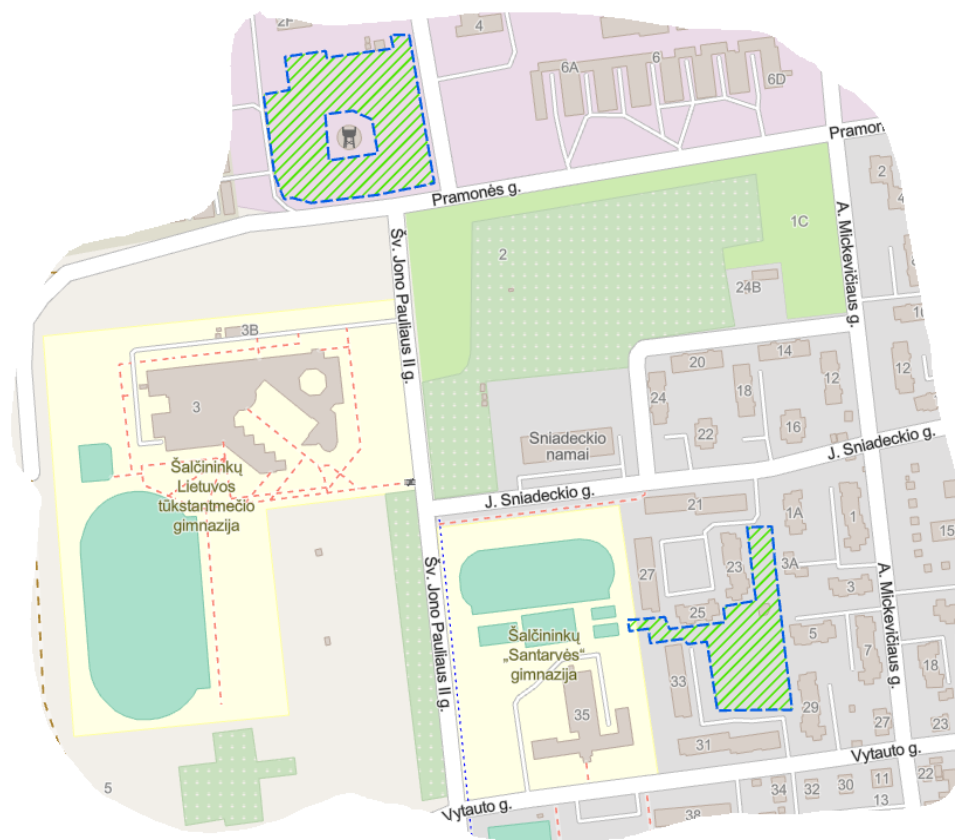 2F
4
6A
6
6D
Pramonės g.
2
1C
2
24B
Šv. Jono Pauliaus II g.
A. Mickevičiaus g.
3B
20
14
12
12
24
18
3
22
16
Sniadeckio
namai
J. Sniadeckio g.
Šalčininkų
Lietuvos
tūkstantmečio
gimnazija
J. Sniadeckio g.
21
1A
1
15
27
23
3A
3
25
Šalčininkų
„Santarvės“
gimnazija
Šv. Jono Pauliaus II g.
A. Mickevičiaus g.
5
7
18
33
29
35
27
23
31
Vytauto g.
5
Vytauto g.
34
32
30
11
22
13
38